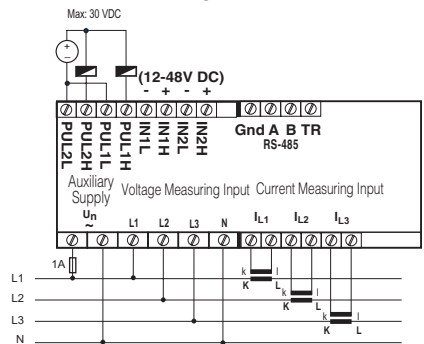 Max: 30 VDC
+
–
(12-48V DC)
- + - +
PUL2L PUL2H PUL1L PUL1H IN1L IN1H IN2L IN2H
Gnd A B TR
RS-485
Auxiliary Supply
Voltage Measuring Input
Current Measuring Input
Un
~
L1 L2 L3 N
IL1 IL2 IL3
1A
L1
k l
K L
L2
k l
K L
L3
k l
K L
N